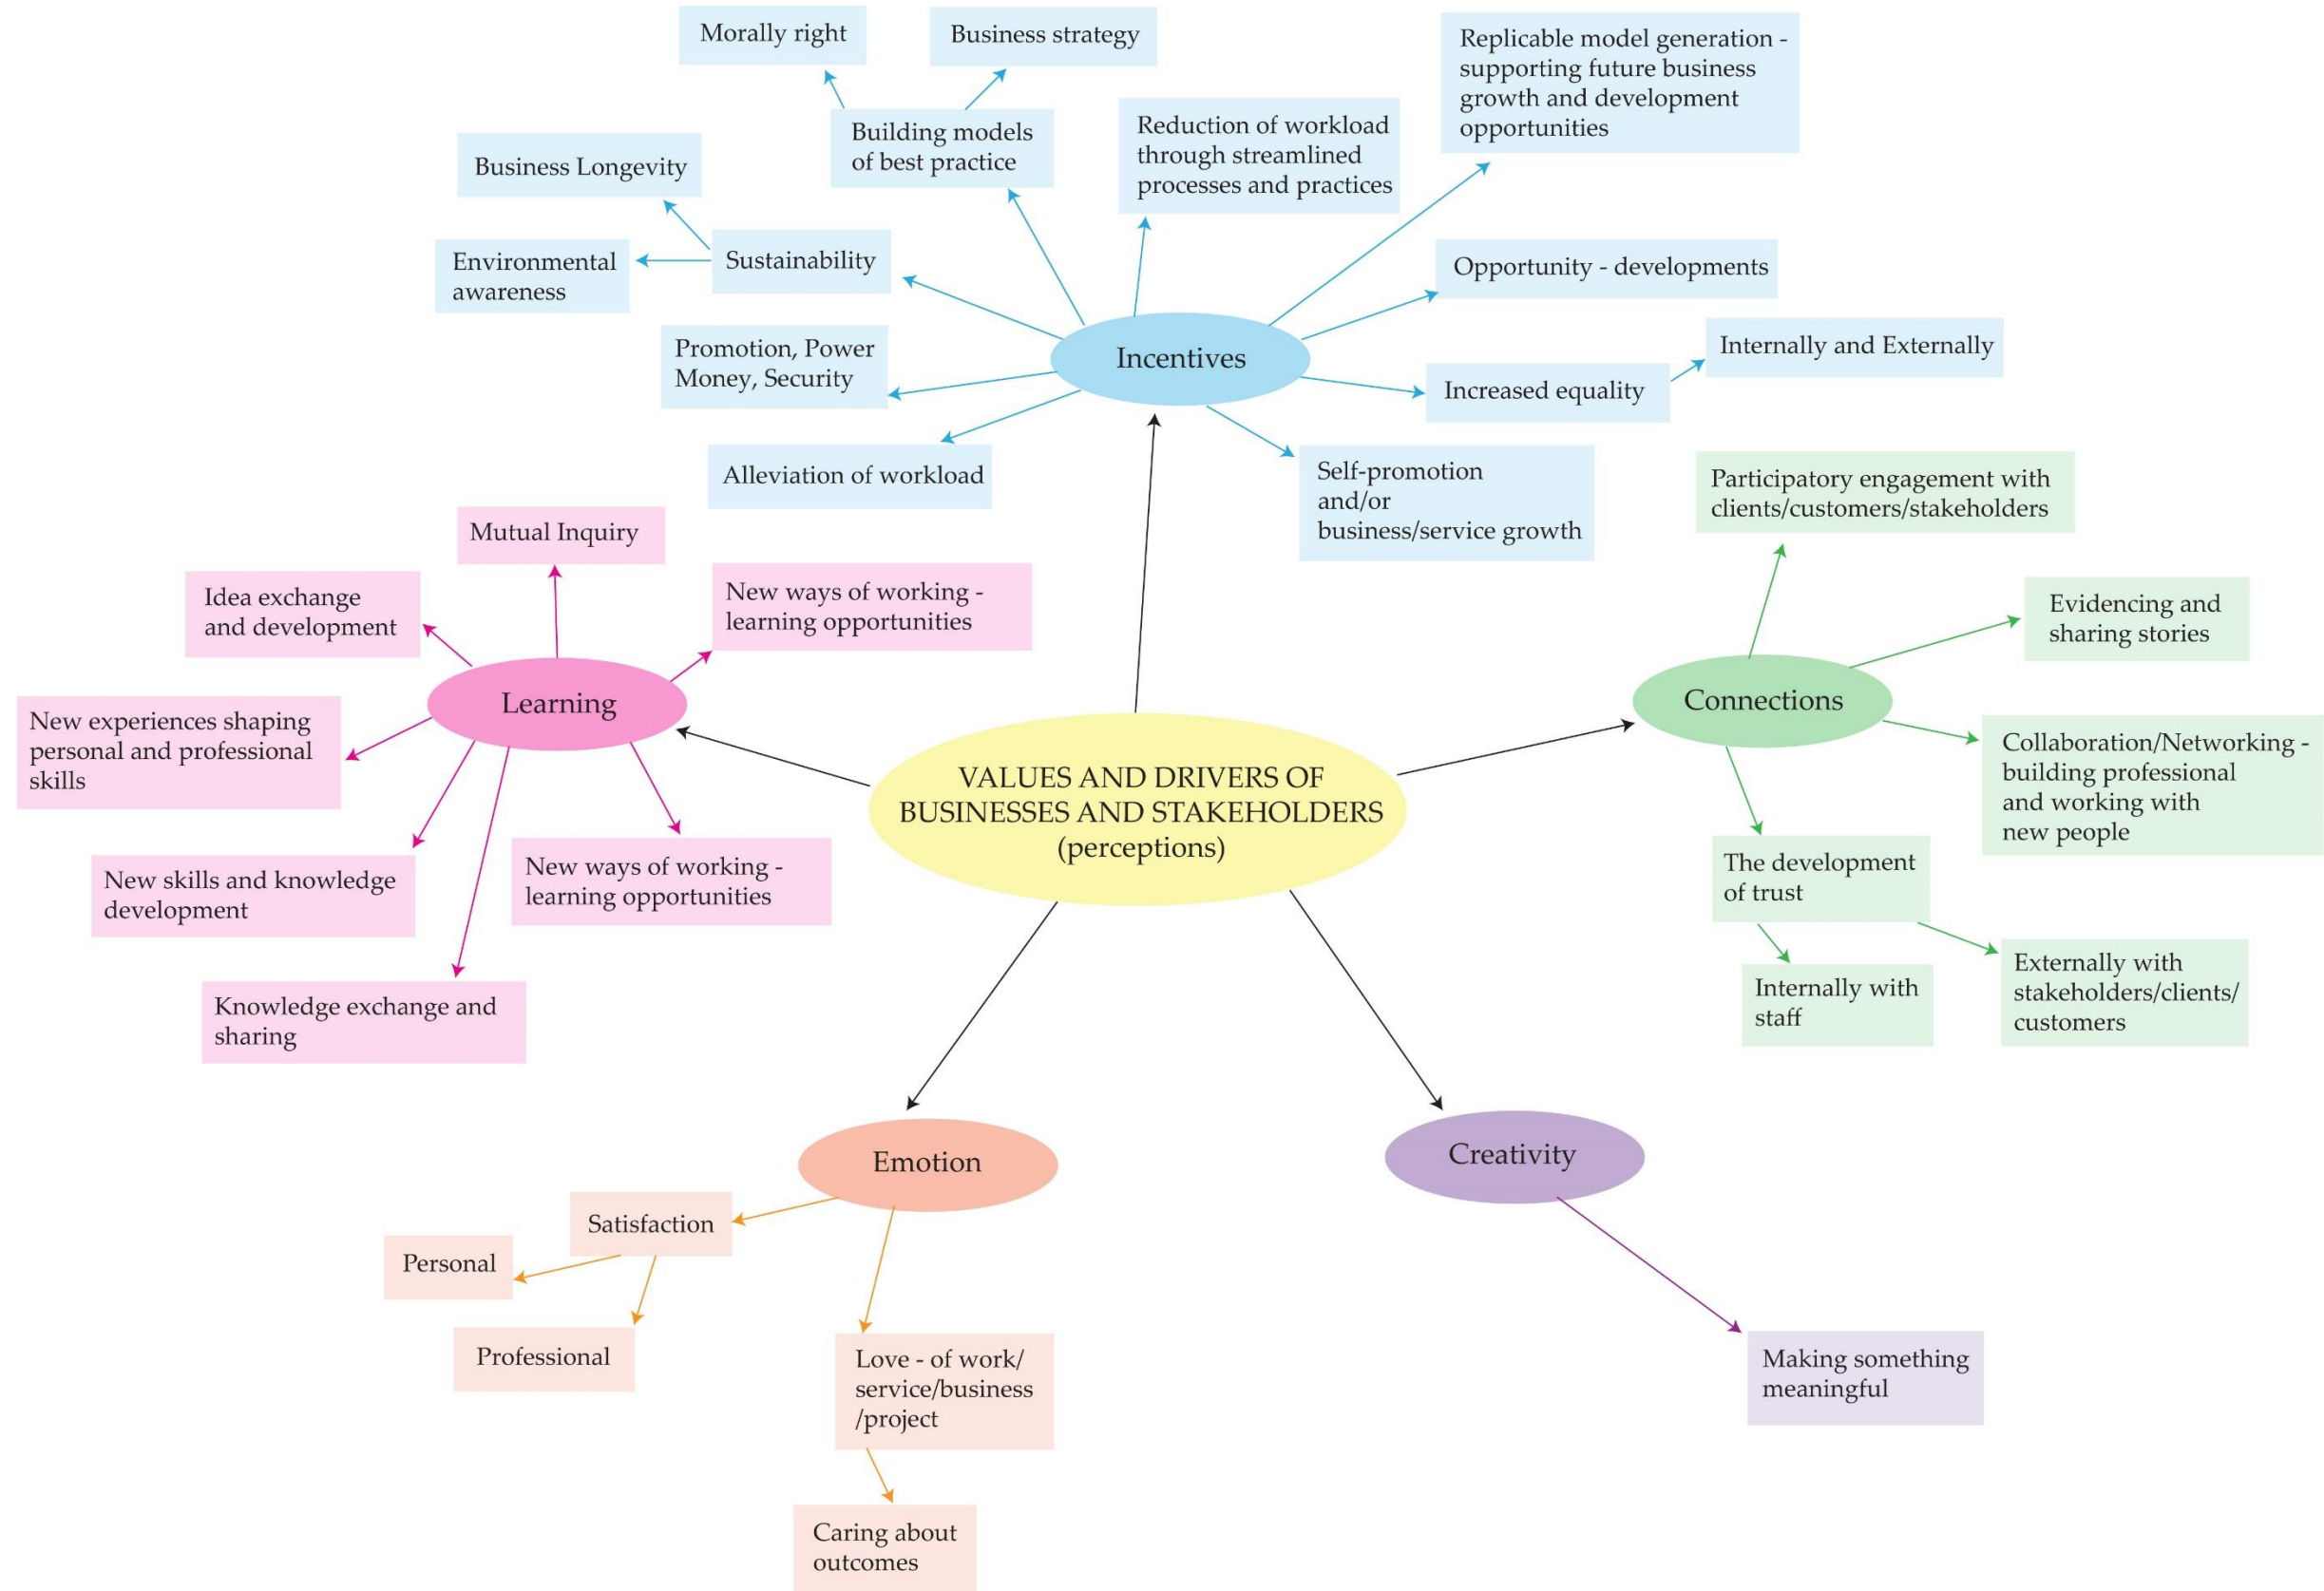 Morally right
Business strategy
Replicable model generation -
supporting future business
growth and development
opportunities
Building models
of best practice
Reduction of workload
through streamlined
processes and practices
Business Longevity
Environmental
awareness
Sustainability
Opportunity - developments
Promotion, Power
Money, Security
Incentives
Internally and Externally
Increased equality
Alleviation of workload
Self-promotion
and/or
business/service growth
Participatory engagement with
clients/customers/stakeholders
Mutual Inquiry
Idea exchange
and development
New ways of working -
learning opportunities
Evidencing and
sharing stories
Learning
Connections
New experiences shaping
personal and professional
skills
VALUES AND DRIVERS OF
BUSINESSES AND STAKEHOLDERS
(perceptions)
Collaboration/Networking -
building professional
and working with
new people
New skills and knowledge
development
New ways of working -
learning opportunities
The development
of trust
Knowledge exchange and
sharing
Internally with
staff
Externally with
stakeholders/clients/
customers
Emotion
Creativity
Satisfaction
Personal
Professional
Love - of work/
service/business
/project
Making something
meaningful
Caring about
outcomes